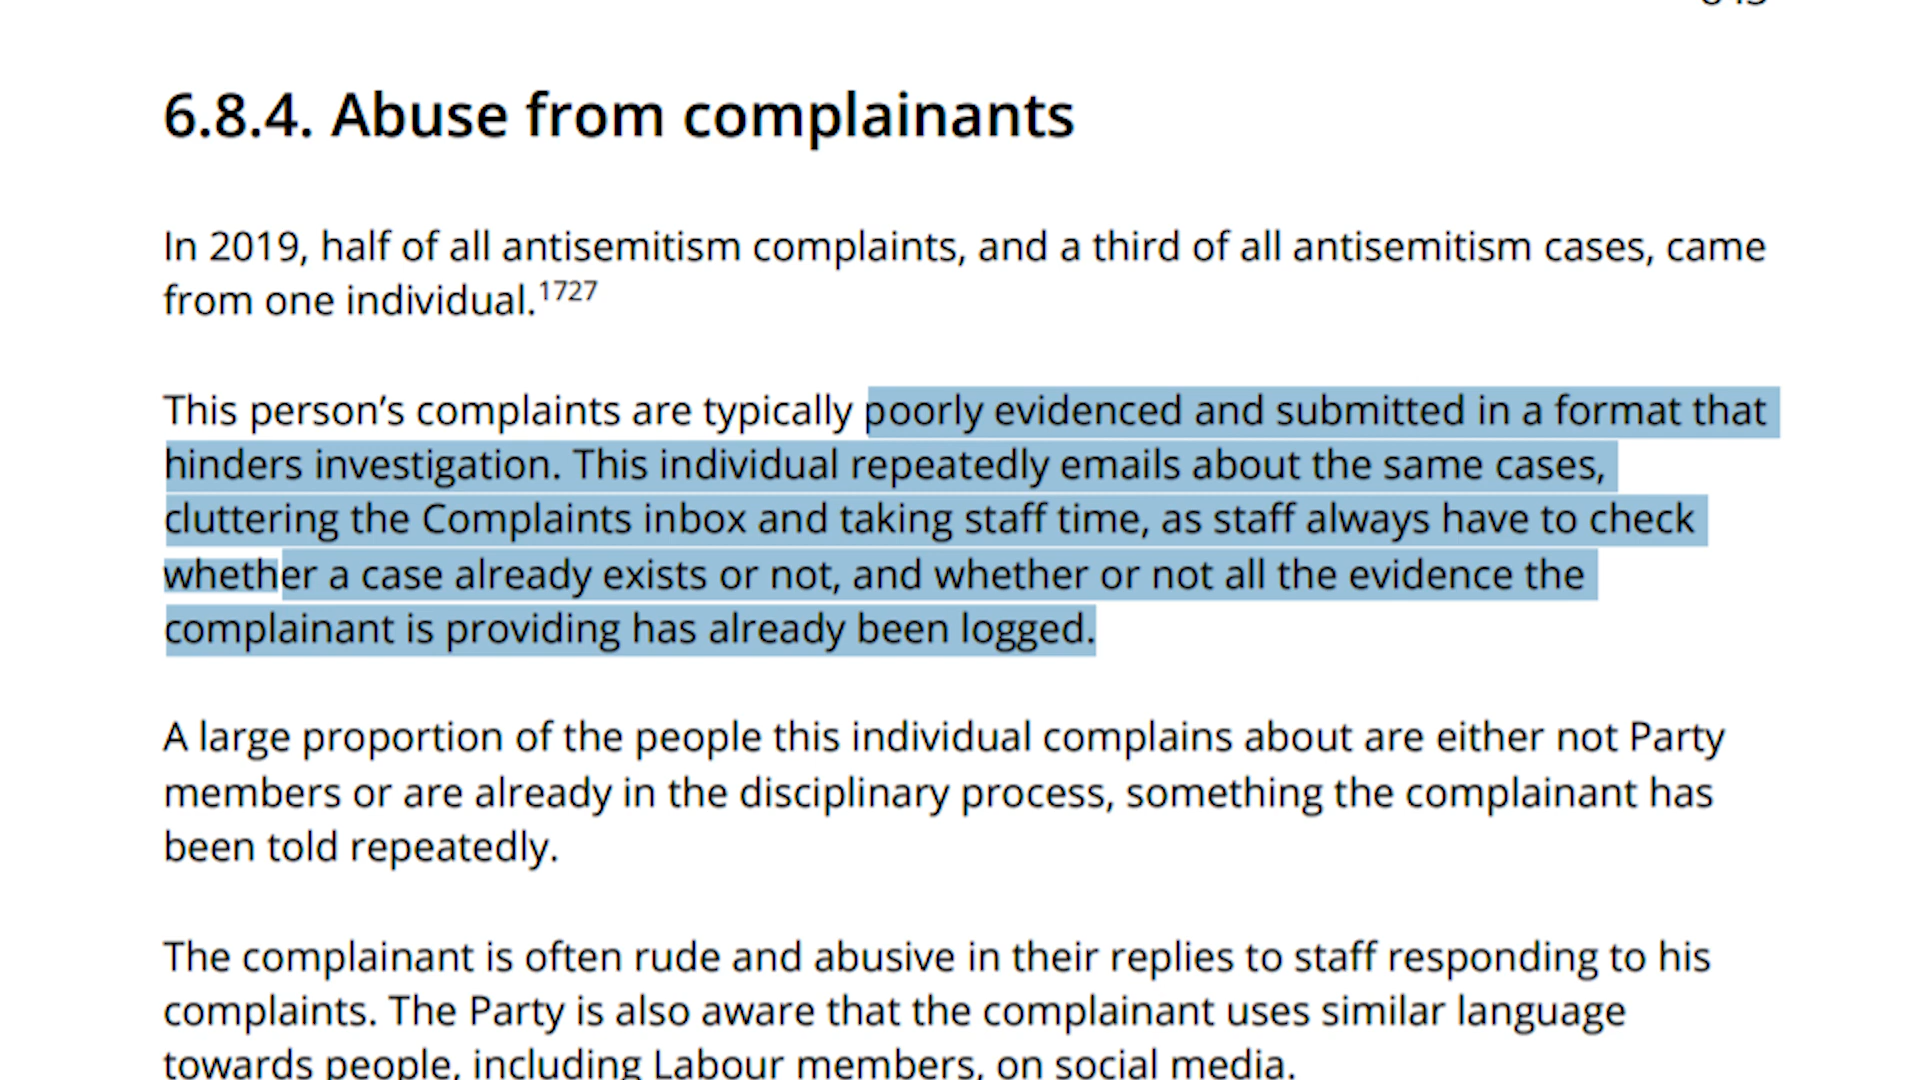 6.8.4. Abuse from complainants
In 2019, half of all antisemitism complaints, and a third of all antisemitism cases, came
from one individual.1727
This person’s complaints are typically poorly evidenced and submitted in a format that
hinders investigation. This individual repeatedly emails about the same cases,
cluttering the Complaints inbox and taking staff time, as staff always have to check
whether a case already exists or not, and whether or not all the evidence the
complainant is providing has already been logged.
A large proportion of the people this individual complains about are either not Party
members or are already in the disciplinary process, something the complainant has
been told repeatedly.
The complainant is often rude and abusive in their replies to staff responding to his
complaints. The Party is also aware that the complainant uses similar language
towards people, including Labour members, on social media.